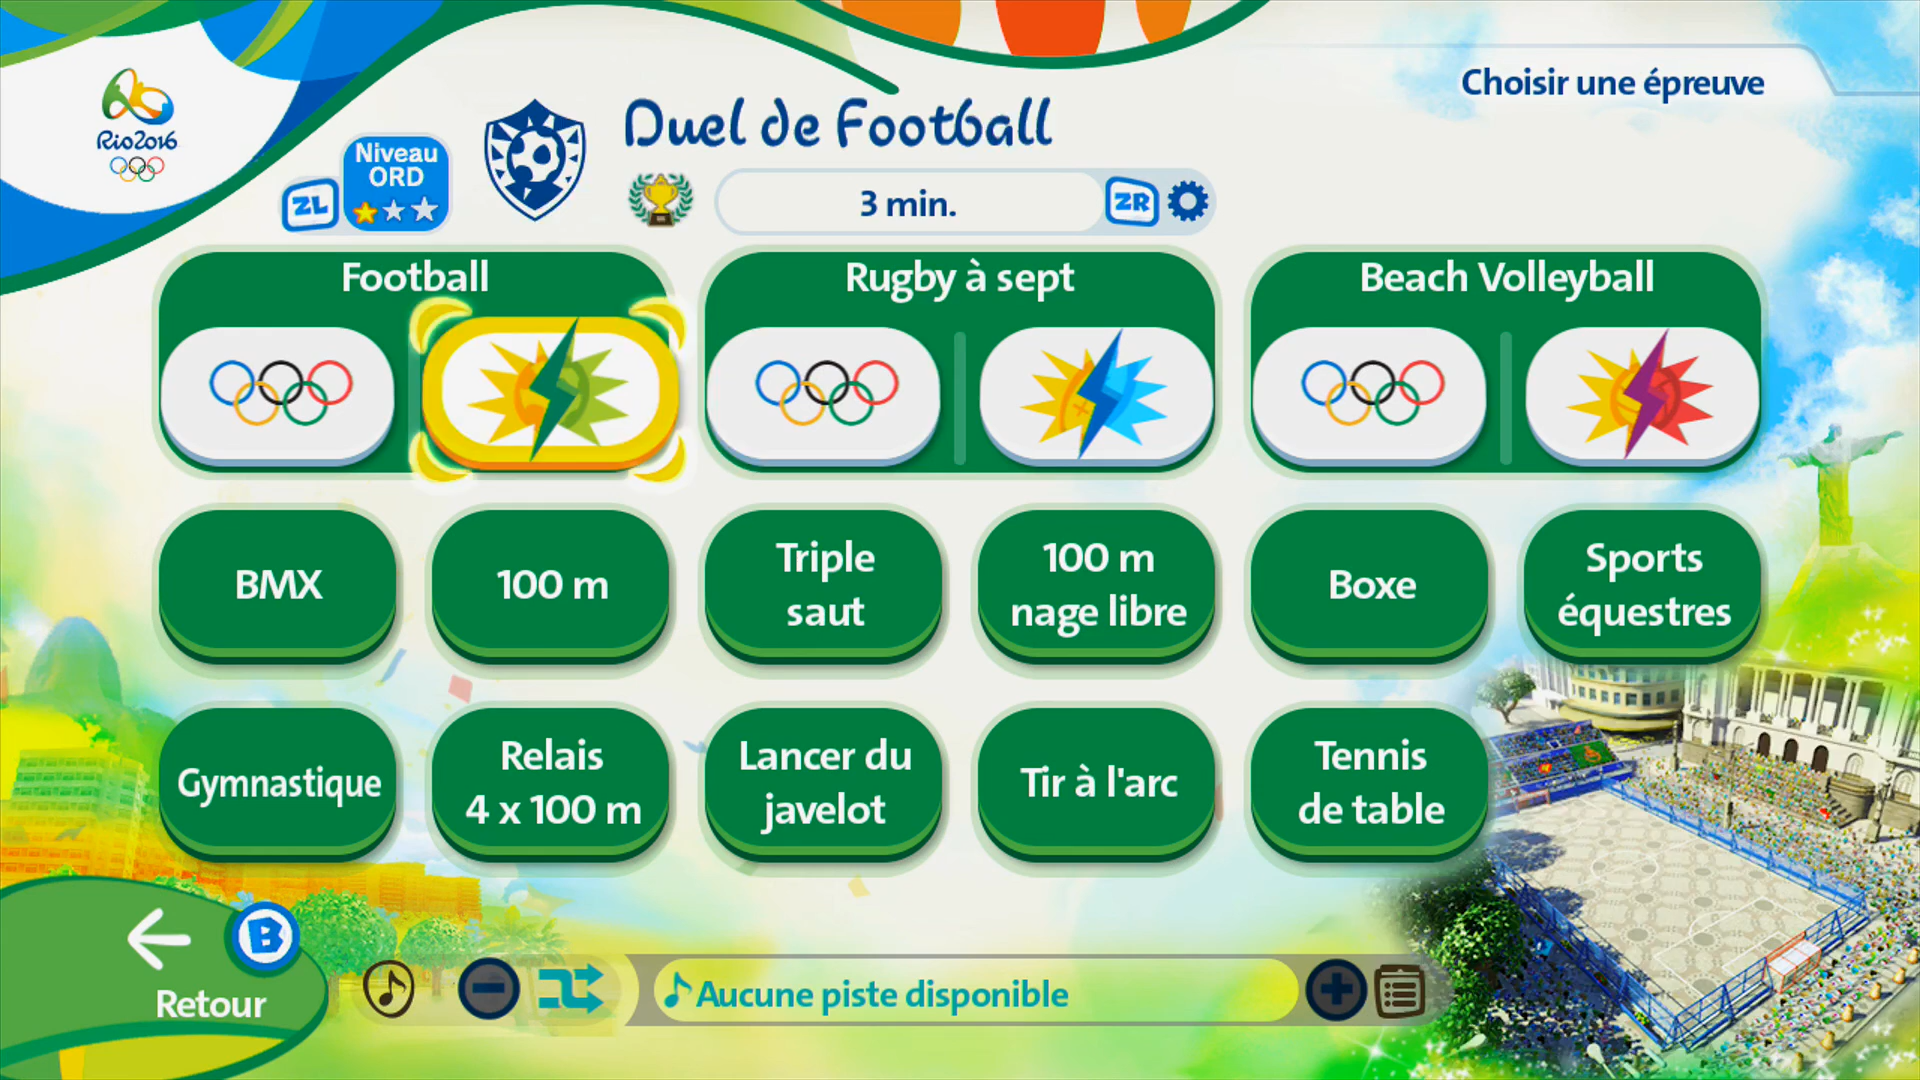 Rio2016
Choisir une épreuve
Duel de Football
ZL
Niveau
ORD
3 min.
ZR
Football
Rugby à sept
Beach Volleyball
BMX
100 m
Triple
saut
100 m
nage libre
Boxe
Sports
équestres
Gymnastique
Relais
4 x 100 m
Lancer du
javelot
Tir à l'arc
Tennis
de table
B
Retour
Aucune piste disponible